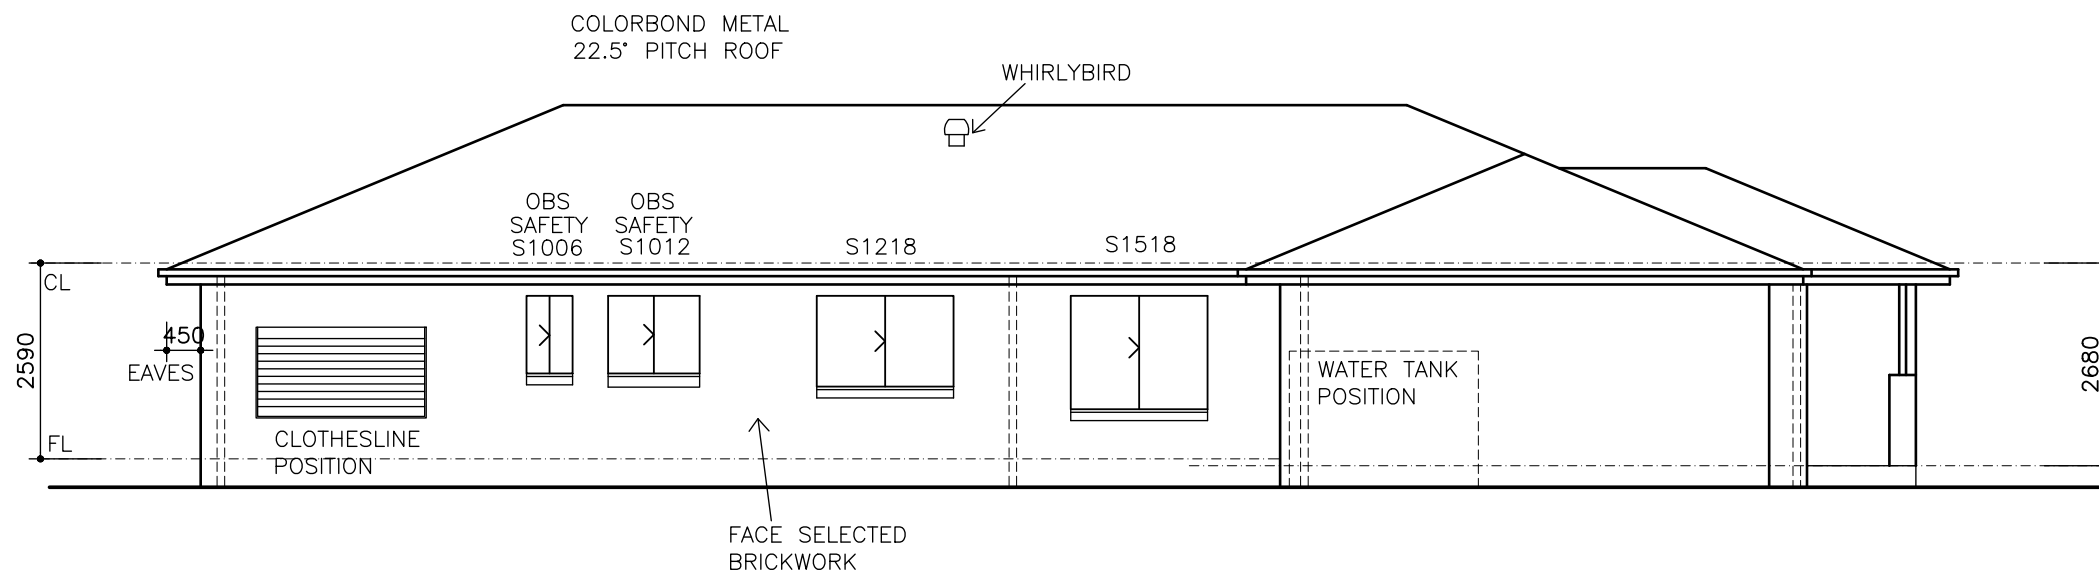 COLORBOND METAL
22.5° PITCH ROOF
WHIRLYBIRD
OBS
SAFETY
S1006
OBS
SAFETY
S1012
S1218
S1518
CL
2590
450
EAVES
FL
CLOTHESLINE
POSITION
WATER TANK
POSITION
2680
FACE SELECTED
BRICKWORK